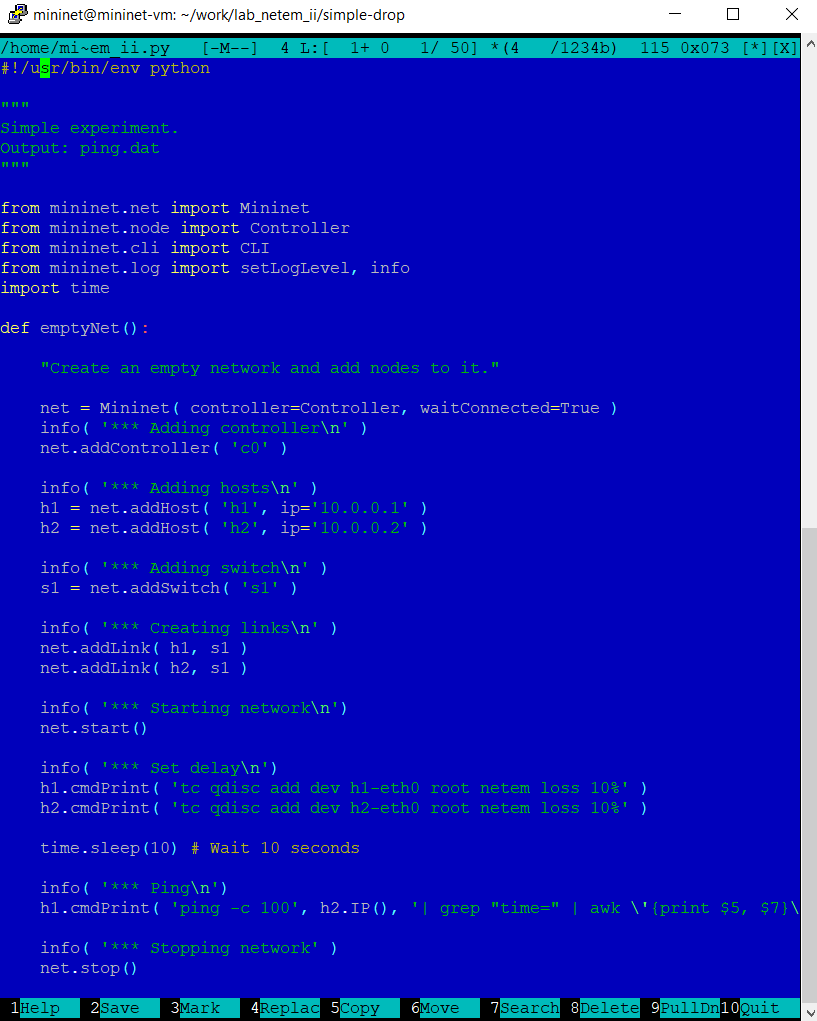 mininet@mininet-vm: ~/work/lab_netem_ii/simple-drop
/home/mi~em_ii.py   [-M--]  4 L:[  1+ 0   1/ 50] *(4   /1234b)  115 0x073 [*][X]
#!/usr/bin/env python
"""
Simple experiment.
Output: ping.dat
"""
from mininet.net import Mininet
from mininet.node import Controller
from mininet.cli import CLI
from mininet.log import setLogLevel, info
import time
def emptyNet():
    "Create an empty network and add nodes to it."
    net = Mininet( controller=Controller, waitConnected=True )
    info( '*** Adding controller\n' )
    net.addController( 'c0' )
    info( '*** Adding hosts\n' )
    h1 = net.addHost( 'h1', ip='10.0.0.1' )
    h2 = net.addHost( 'h2', ip='10.0.0.2' )
    info( '*** Adding switch\n' )
    s1 = net.addSwitch( 's1' )
    info( '*** Creating links\n' )
    net.addLink( h1, s1 )
    net.addLink( h2, s1 )
    info( '*** Starting network\n')
    net.start()
    info( '*** Set delay\n')
    h1.cmdPrint( 'tc qdisc add dev h1-eth0 root netem loss 10%' )
    h2.cmdPrint( 'tc qdisc add dev h2-eth0 root netem loss 10%' )
    time.sleep(10) # Wait 10 seconds
    info( '*** Ping\n')
    h1.cmdPrint( 'ping -c 100', h2.IP(), '| grep "time=" | awk \'{print $5, $7}\
    info( '*** Stopping network' )
    net.stop()
1Help   2Save   3Mark   4Replac 5Copy   6Move   7Search 8Delete 9PullDn10Quit